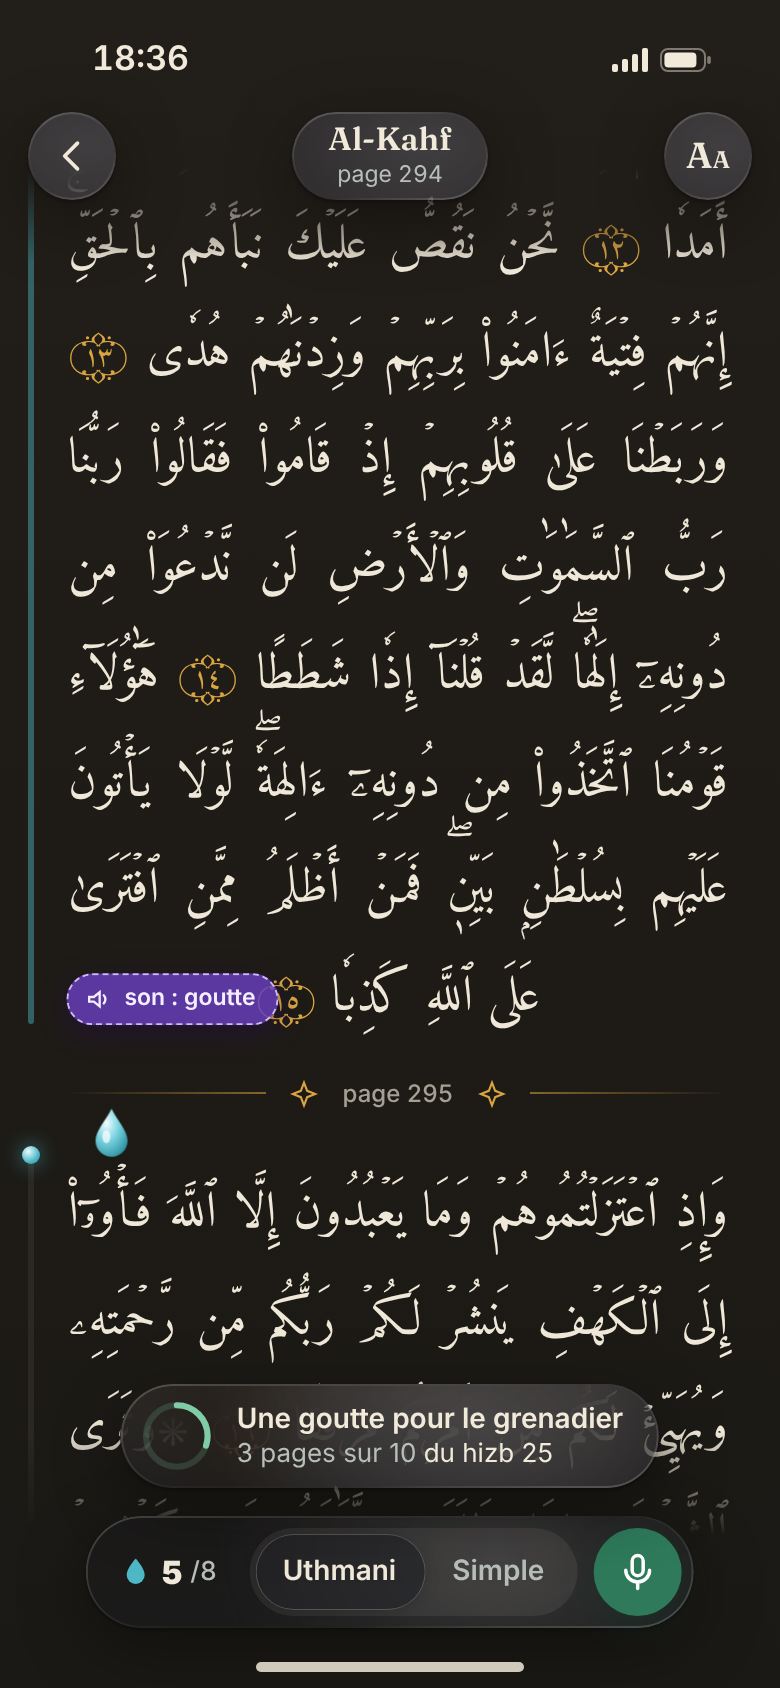 18:36
Al-Kahf
page 294
AA
أَمَدًا ١٢ نَّحْنُ نَقُصُّ عَلَيْكَ نَبَأَهُم بِٱلْحَقِّ
إِنَّهُمْ فِتْيَةٌ ءَامَنُوا۟ بِرَبِّهِمْ وَزِدْنَٰهُمْ هُدًى ١٣
وَرَبَطْنَا عَلَىٰ قُلُوبِهِمْ إِذْ قَامُوا۟ فَقَالُوا۟ رَبُّنَا
رَبُّ ٱلسَّمَٰوَٰتِ وَٱلْأَرْضِ لَن نَّدْعُوَا۟ مِن
دُونِهِۦٓ إِلَٰهًا ۖ لَّقَدْ قُلْنَآ إِذًا شَطَطًا ١٤ هَٰٓؤُلَآءِ
قَوْمُنَا ٱتَّخَذُوا۟ مِن دُونِهِۦٓ ءَالِهَةً ۖ لَّوْلَا يَأْتُونَ
عَلَيْهِم بِسُلْطَٰنٍۭ بَيِّنٍ ۖ فَمَنْ أَظْلَمُ مِمَّنِ ٱفْتَرَىٰ
عَلَى ٱللَّهِ كَذِبًا ١٥
son : goutte
page 295
وَإِذِ ٱعْتَزَلْتُمُوهُمْ وَمَا يَعْبُدُونَ إِلَّا ٱللَّهَ فَأْوُۥٓا۟
إِلَى ٱلْكَهْفِ يَنشُرْ لَكُمْ رَبُّكُم مِّن رَّحْمَتِهِۦ
وَيُهَيِّئْ لَكُم
Une goutte pour le grenadier
3 pages sur 10 du hizb 25
5 /8
Uthmani
Simple